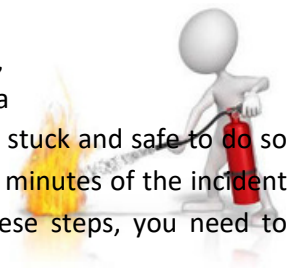 ,
a
stuck and safe to do so
minutes of the incident
ese steps, you need to